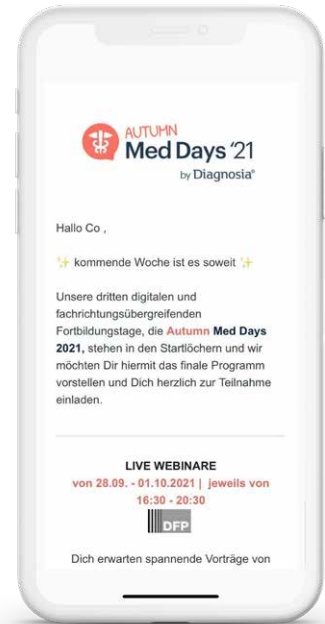 AUTUMN
Med Days '21
by Diagnosia®
Hallo Co ,
✨ kommende Woche ist es soweit ✨
Unsere dritten digitalen und
fachrichtungsübergreifenden
Fortbildungstage, die Autumn Med Days
2021, stehen in den Startlöchern und wir
möchten Dir hiermit das finale Programm
vorstellen und Dich herzlich zur Teilnahme
einladen.
LIVE WEBINARE
von 28.09. - 01.10.2021 | jeweils von
16:30 - 20:30
DFP
Dich erwarten spannende Vorträge von